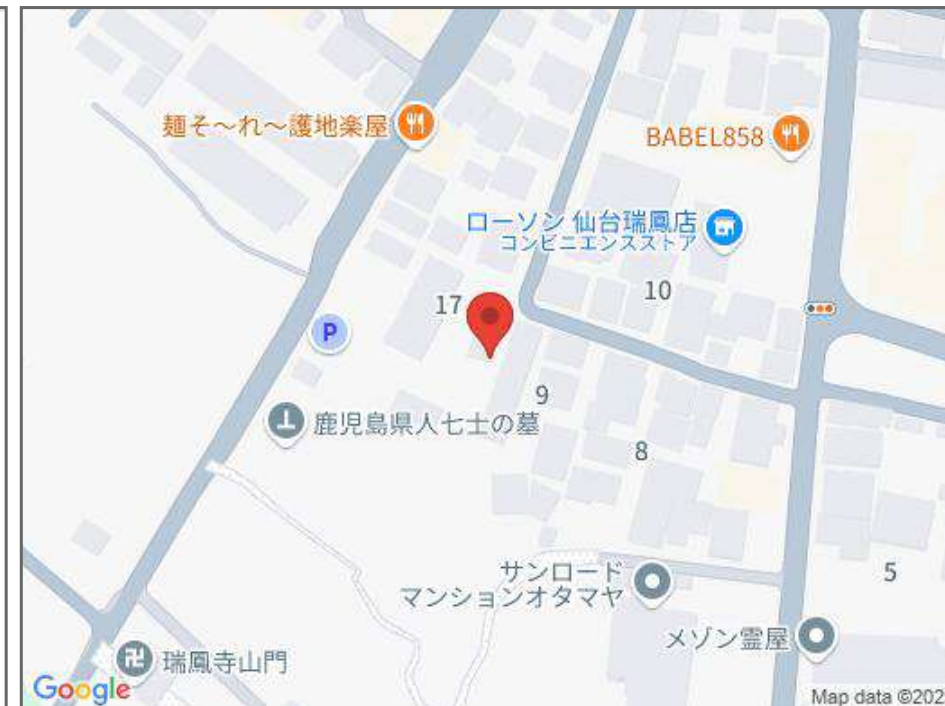 麺そ〜れ〜護地楽屋
BABEL858
ローソン 仙台瑞鳳店
コンビニエンスストア
17
10
P
9
鹿児島県人七士の墓
8
サンロード
マンションオタマヤ
5
メゾン霊屋
瑞鳳寺山門
Google
Map data ©202